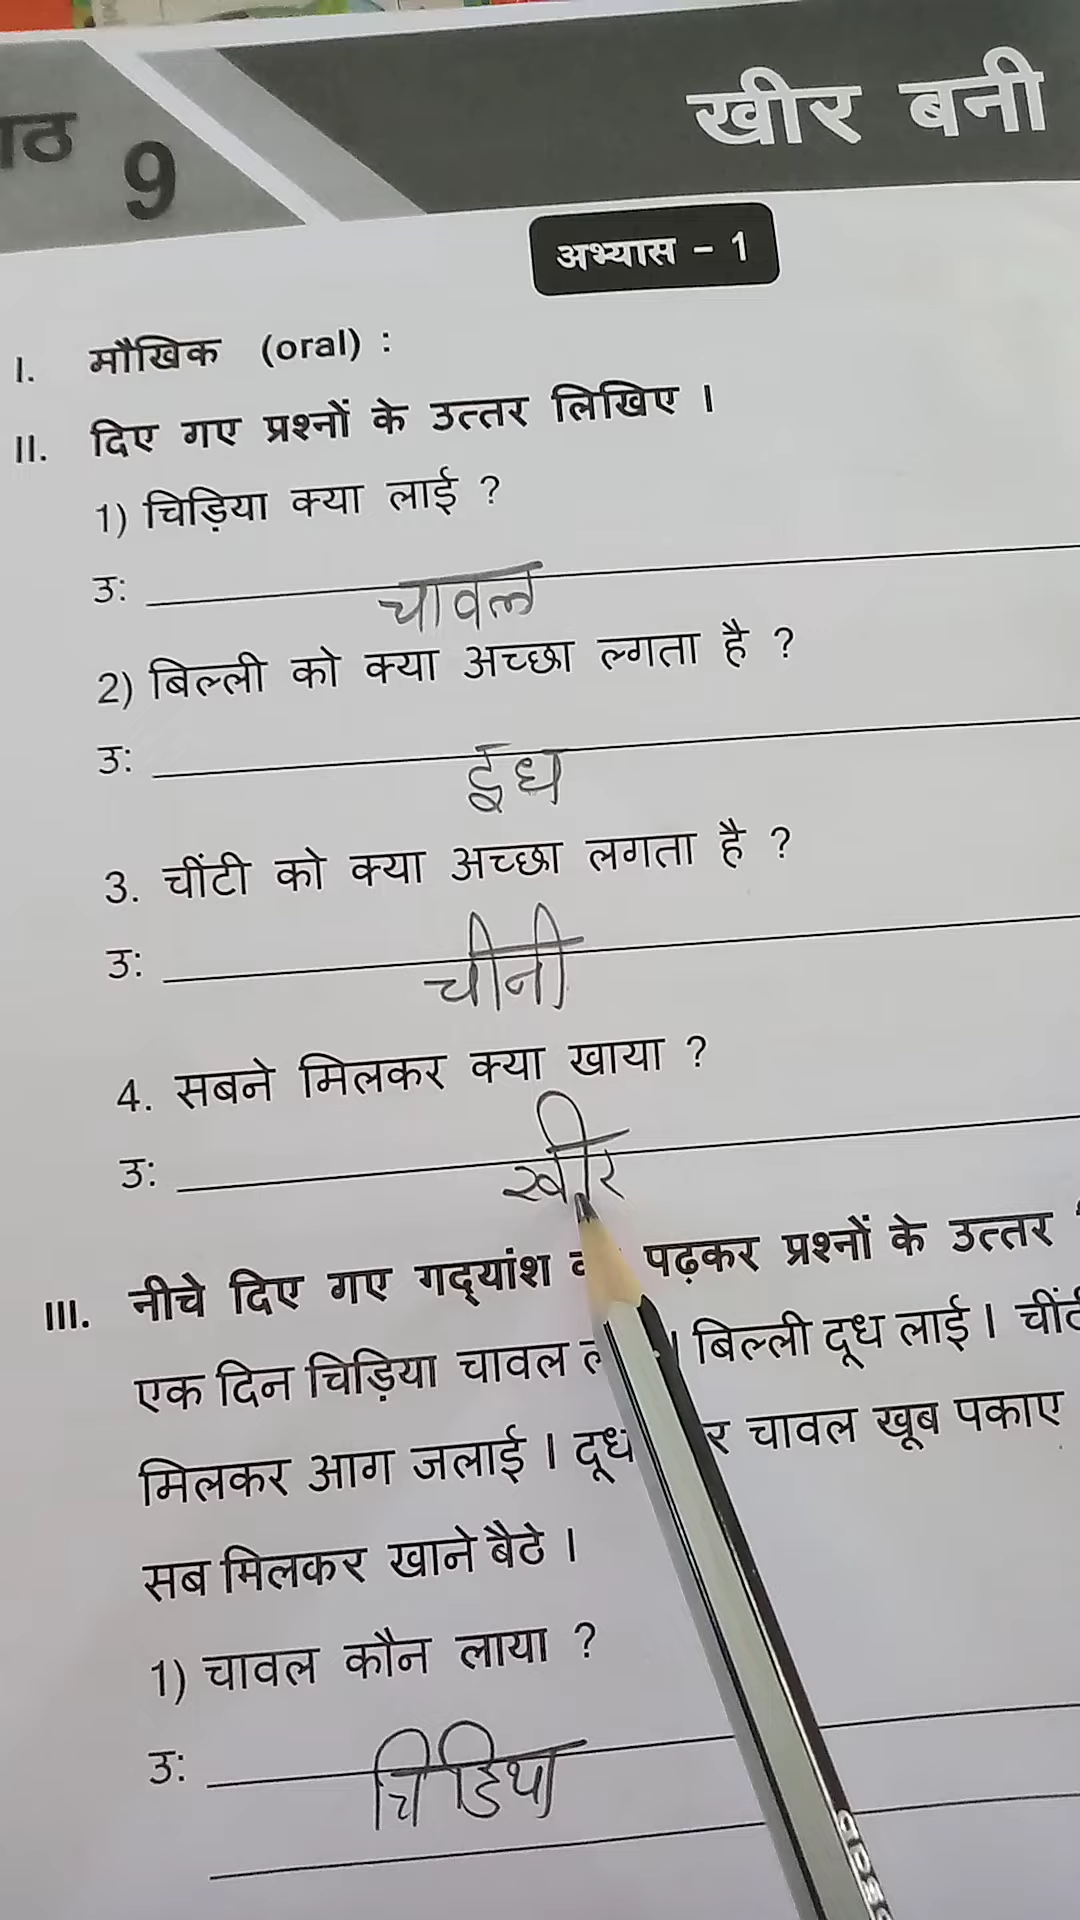 पाठ 9
खीर बनी
अभ्यास - 1
I. मौखिक (oral) :
II. दिए गए प्रश्नों के उत्तर लिखिए ।
1) चिड़िया क्या लाई ?
उ: चावल
2) बिल्ली को क्या अच्छा ल्गता है ?
उ: दूध
3. चींटी को क्या अच्छा लगता है ?
उ: चीनी
4. सबने मिलकर क्या खाया ?
उ: खीर
III. नीचे दिए गए गद्यांश पढ़कर प्रश्नों के उत्तर
एक दिन चिड़िया चावल बिल्ली दूध लाई । चींटी
मिलकर आग जलाई । दूध चावल खूब पकाए
सब मिलकर खाने बैठे ।
1) चावल कौन लाया ?
उ: चिडिया